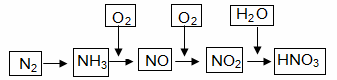 O₂ O₂ H₂O
N₂ NH₃ NO NO₂ HNO₃